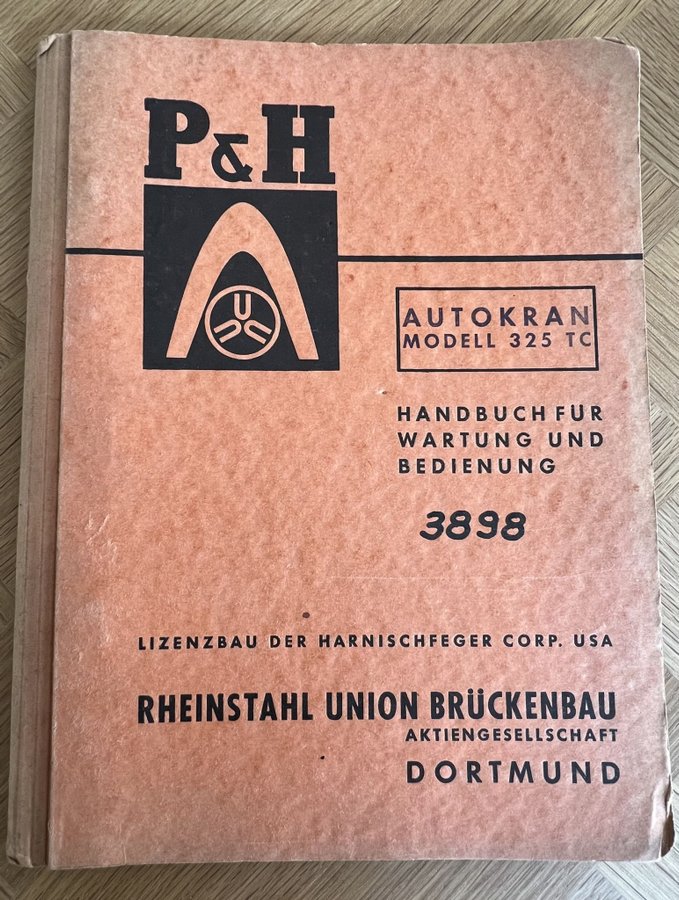 P&H
U
AUTOKRAN
MODELL 325 TC
HANDBUCH FÜR
WARTUNG UND
BEDIENUNG
3898
LIZENZBAU DER HARNISCHFEGER CORP. USA
RHEINSTAHL UNION BRÜCKENBAU
AKTIENGESELLSCHAFT
DORTMUND